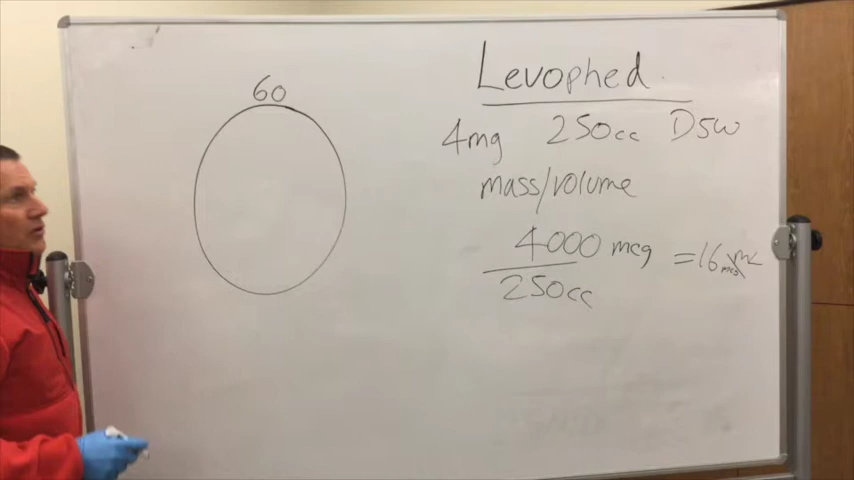 60
Levophed
4mg 250cc D5W
mass/volume
4000 mcg
250cc
=16 mcg/mL